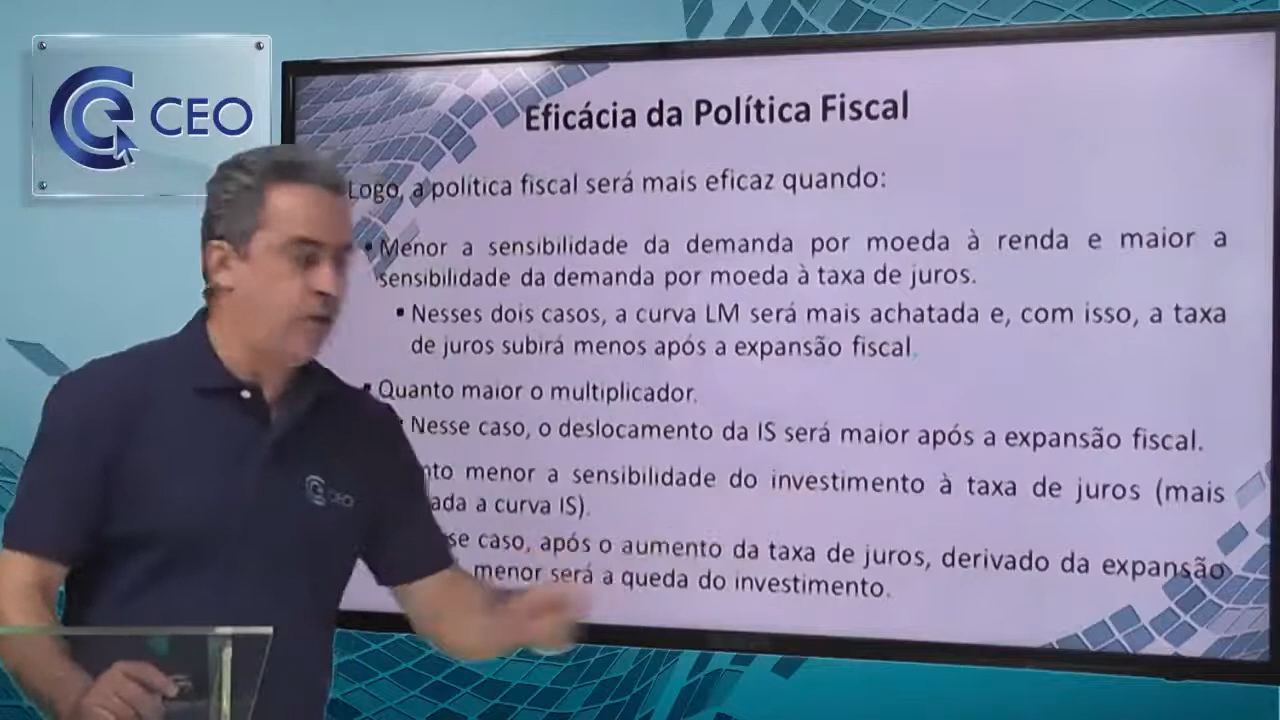 CEO
Eficácia da Política Fiscal
Logo, a política fiscal será mais eficaz quando:
Menor a sensibilidade da demanda por moeda à renda e maior a
sensibilidade da demanda por moeda à taxa de juros.
Nesses dois casos, a curva LM será mais achatada e, com isso, a taxa
de juros subirá menos após a expansão fiscal.
Quanto maior o multiplicador.
Nesse caso, o deslocamento da IS será maior após a expansão fiscal.
nto menor a sensibilidade do investimento à taxa de juros (mais
ada a curva IS).
se caso, após o aumento da taxa de juros, derivado da expansão
menor será a queda do investimento.
CEO